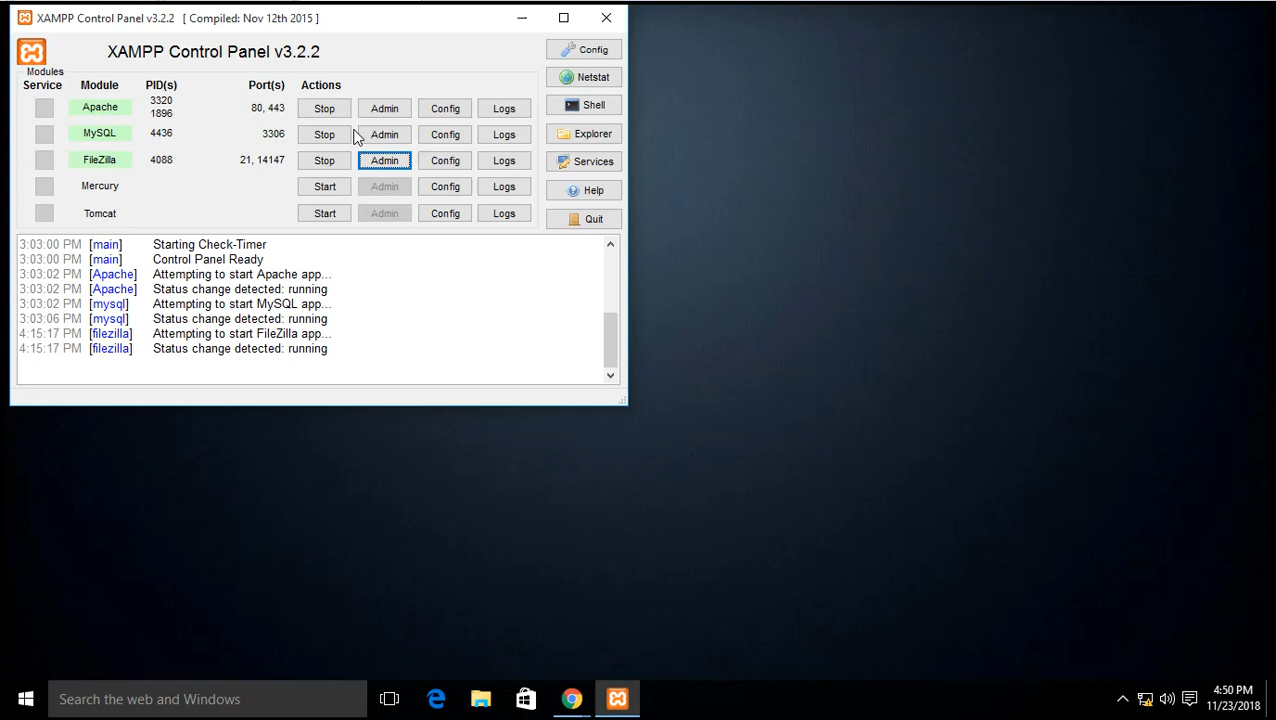 XAMPP Control Panel v3.2.2 [ Compiled: Nov 12th 2015 ]
XAMPP Control Panel v3.2.2
Config
Modules
Service Module PID(s) Port(s) Actions
Netstat
Apache 3320 1896 80, 443 Stop Admin Config Logs
Shell
MySQL 4436 3306 Stop Admin Config Logs
Explorer
FileZilla 4088 21, 14147 Stop Admin Config Logs
Services
Mercury Start Admin Config Logs
Help
Tomcat Start Admin Config Logs
Quit
3:03:00 PM [main] Starting Check-Timer
3:03:00 PM [main] Control Panel Ready
3:03:02 PM [Apache] Attempting to start Apache app...
3:03:02 PM [Apache] Status change detected: running
3:03:02 PM [mysql] Attempting to start MySQL app...
3:03:06 PM [mysql] Status change detected: running
4:15:17 PM [filezilla] Attempting to start FileZilla app...
4:15:17 PM [filezilla] Status change detected: running
Search the web and Windows
4:50 PM
11/23/2018